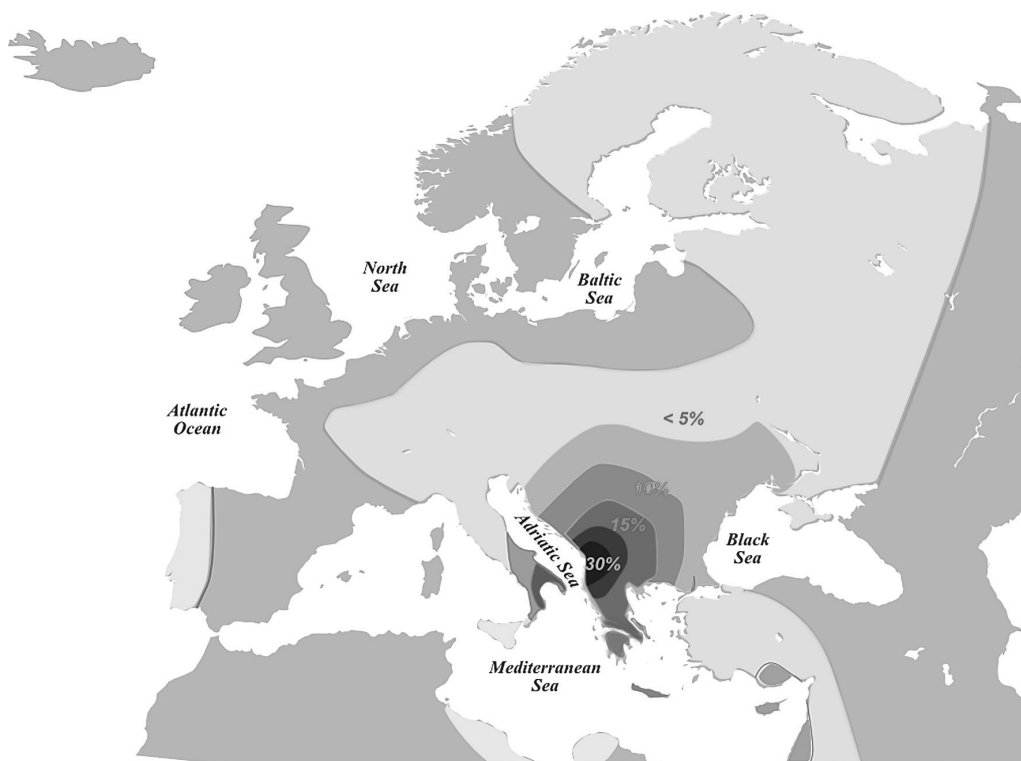 North
Sea
Baltic
Sea
Atlantic
Ocean
< 5%
10%
15%
Adriatic Sea
Black
Sea
30%
Mediterranean
Sea